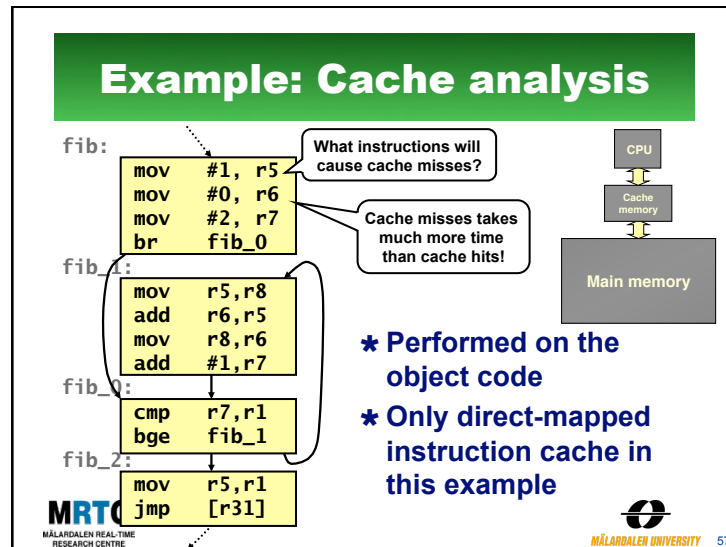 Example: Cache analysis
fib:
mov #1, r5
mov #0, r6
mov #2, r7
br fib_0
What instructions will
cause cache misses?
Cache misses takes
much more time
than cache hits!
CPU
Cache
memory
Main memory
fib_1:
mov r5,r8
add r6,r5
mov r8,r6
add #1,r7
fib_0:
cmp r7,r1
bge fib_1
fib_2:
mov r5,r1
jmp [r31]
* Performed on the
object code
* Only direct-mapped
instruction cache in
this example
MRTC
MÄLARDALEN REAL-TIME
RESEARCH CENTRE
MÄLARDALEN UNIVERSITY 57